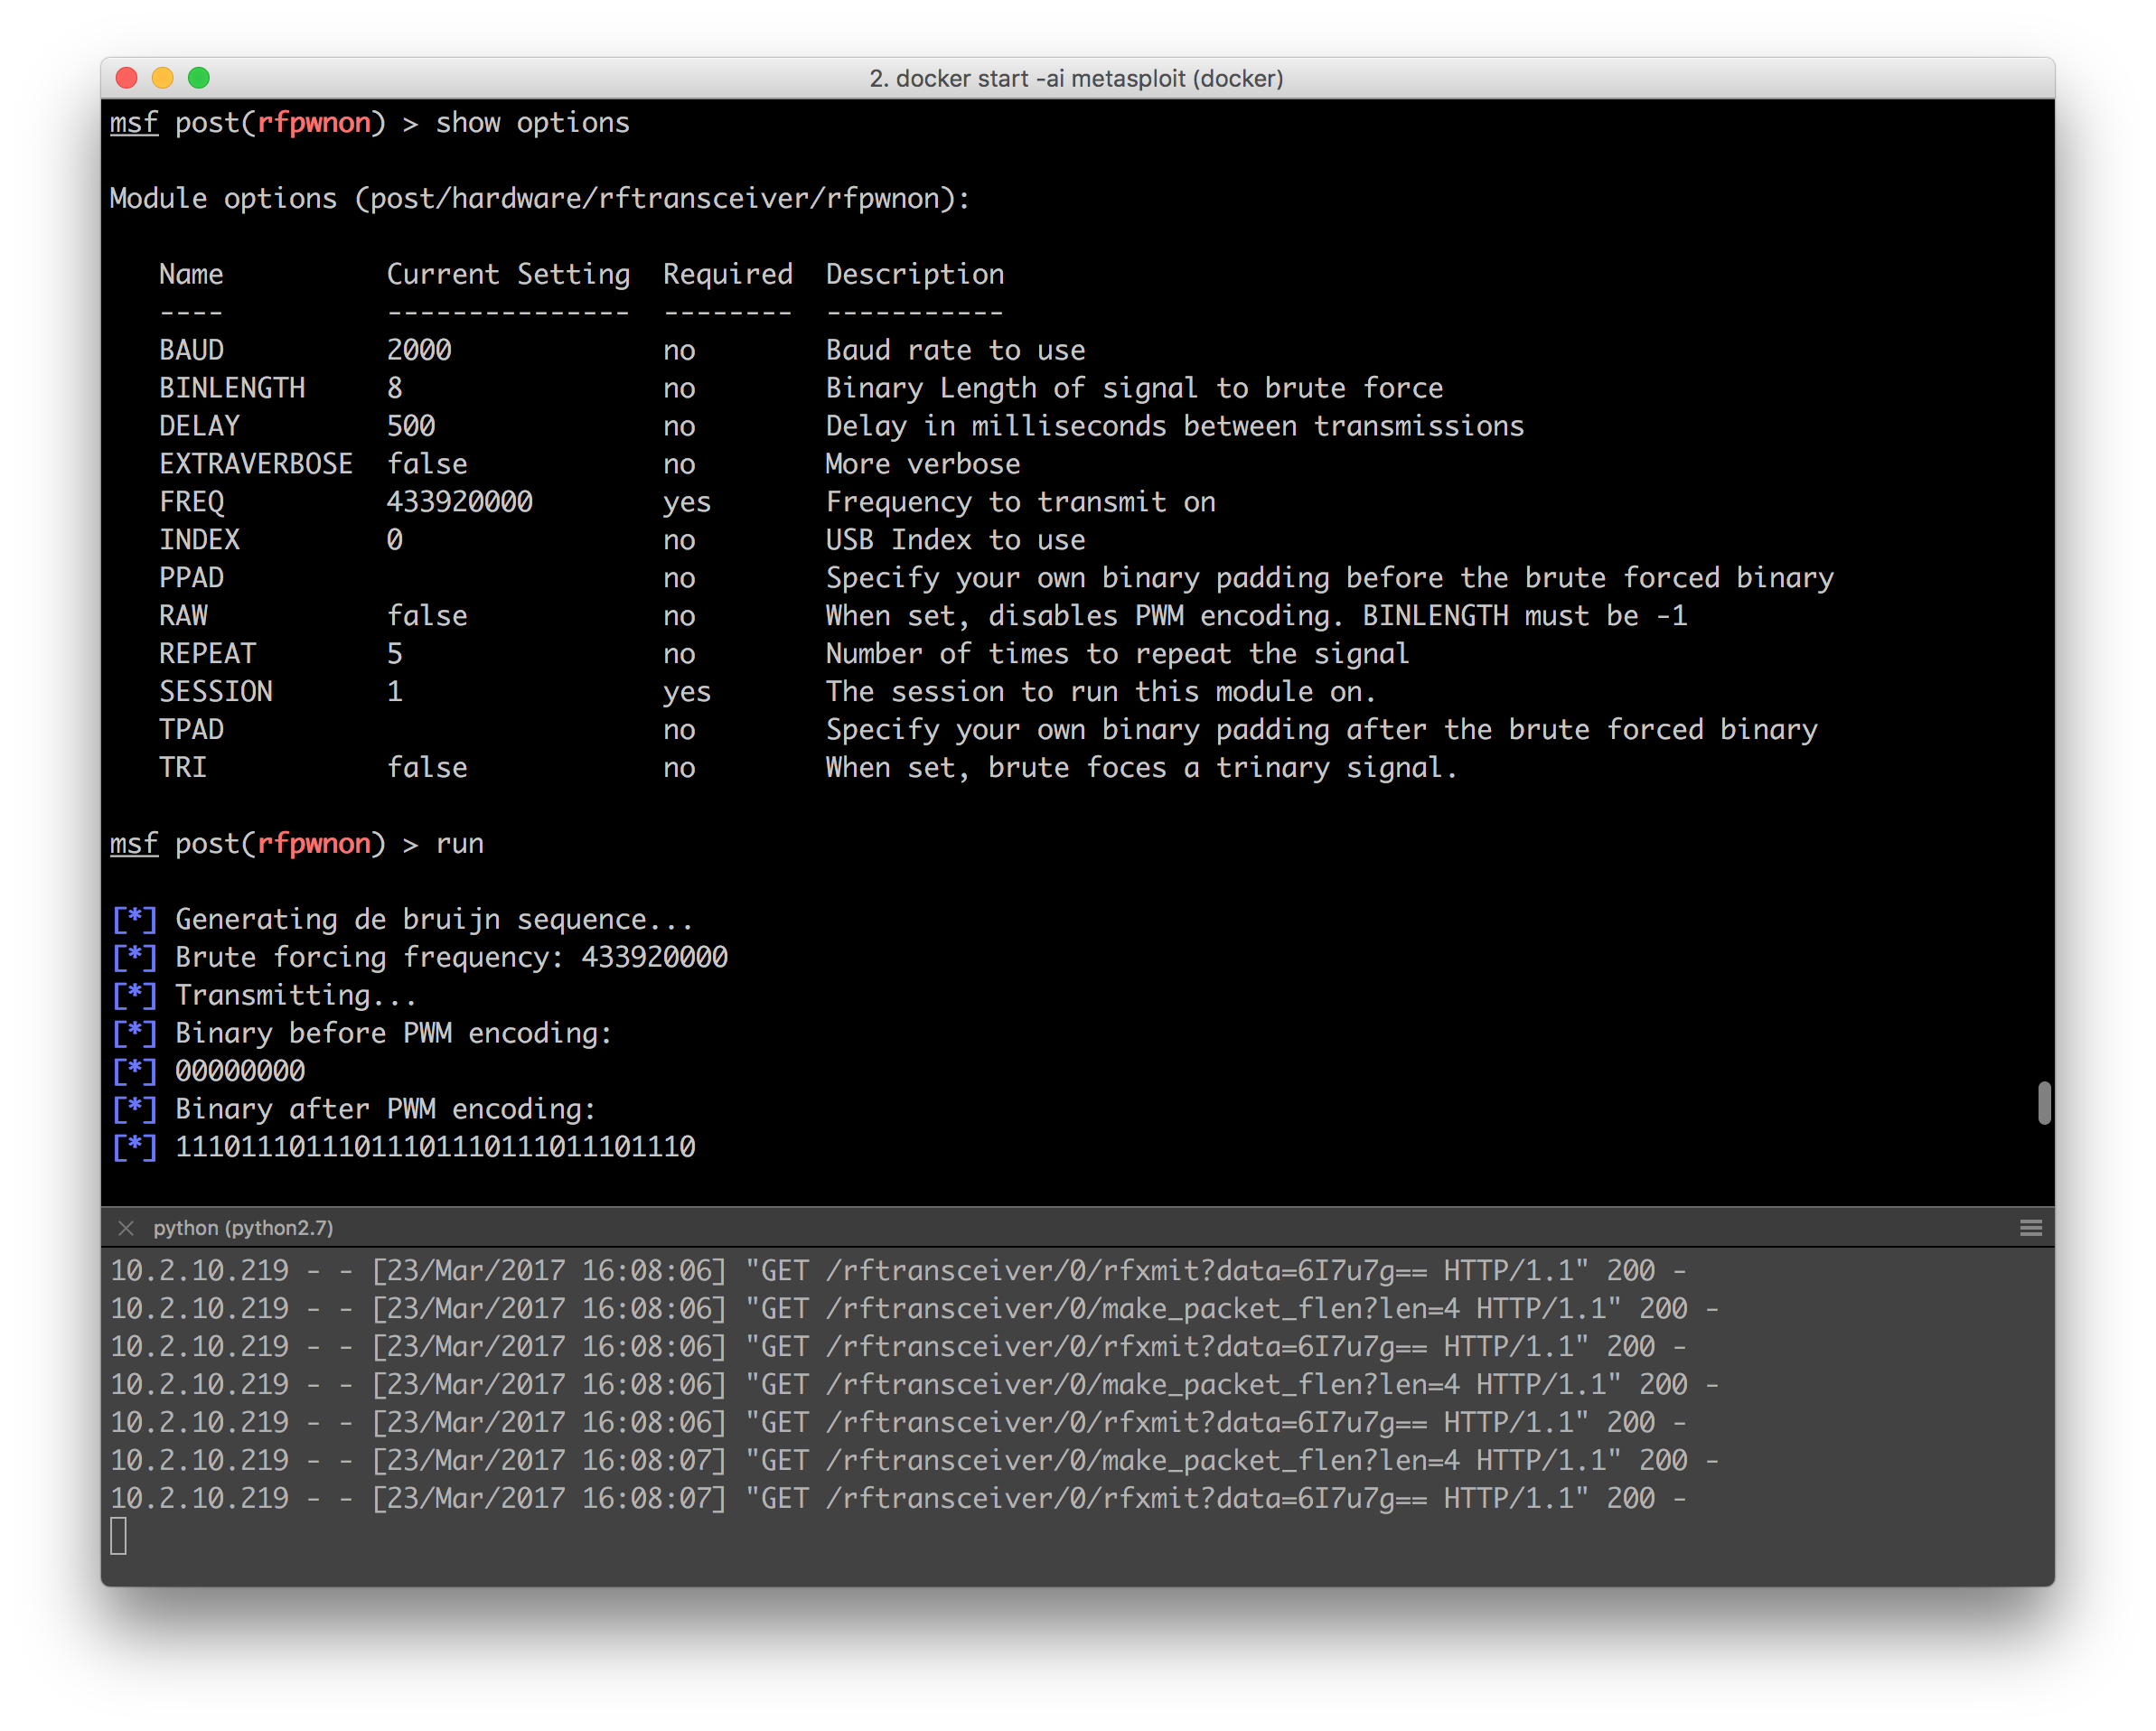 2. docker start -ai metasploit (docker)
msf post(rfpwnon) > show options
Module options (post/hardware/rftransceiver/rfpwnon):
Name Current Setting Required Description
---- --------------- -------- -----------
BAUD 2000 no Baud rate to use
BINLENGTH 8 no Binary Length of signal to brute force
DELAY 500 no Delay in milliseconds between transmissions
EXTRAVERBOSE false no More verbose
FREQ 433920000 yes Frequency to transmit on
INDEX 0 no USB Index to use
PPAD no Specify your own binary padding before the brute forced binary
RAW false no When set, disables PWM encoding. BINLENGTH must be -1
REPEAT 5 no Number of times to repeat the signal
SESSION 1 yes The session to run this module on.
TPAD no Specify your own binary padding after the brute forced binary
TRI false no When set, brute foces a trinary signal.
msf post(rfpwnon) > run
[*] Generating de bruijn sequence...
[*] Brute forcing frequency: 433920000
[*] Transmitting...
[*] Binary before PWM encoding:
[*] 00000000
[*] Binary after PWM encoding:
[*] 11101110111011101110111011101110
python (python2.7)
10.2.10.219 - - [23/Mar/2017 16:08:06] "GET /rftransceiver/0/rfxmit?data=6I7u7g== HTTP/1.1" 200 -
10.2.10.219 - - [23/Mar/2017 16:08:06] "GET /rftransceiver/0/make_packet_flen?len=4 HTTP/1.1" 200 -
10.2.10.219 - - [23/Mar/2017 16:08:06] "GET /rftransceiver/0/rfxmit?data=6I7u7g== HTTP/1.1" 200 -
10.2.10.219 - - [23/Mar/2017 16:08:06] "GET /rftransceiver/0/make_packet_flen?len=4 HTTP/1.1" 200 -
10.2.10.219 - - [23/Mar/2017 16:08:06] "GET /rftransceiver/0/rfxmit?data=6I7u7g== HTTP/1.1" 200 -
10.2.10.219 - - [23/Mar/2017 16:08:07] "GET /rftransceiver/0/make_packet_flen?len=4 HTTP/1.1" 200 -
10.2.10.219 - - [23/Mar/2017 16:08:07] "GET /rftransceiver/0/rfxmit?data=6I7u7g== HTTP/1.1" 200 -